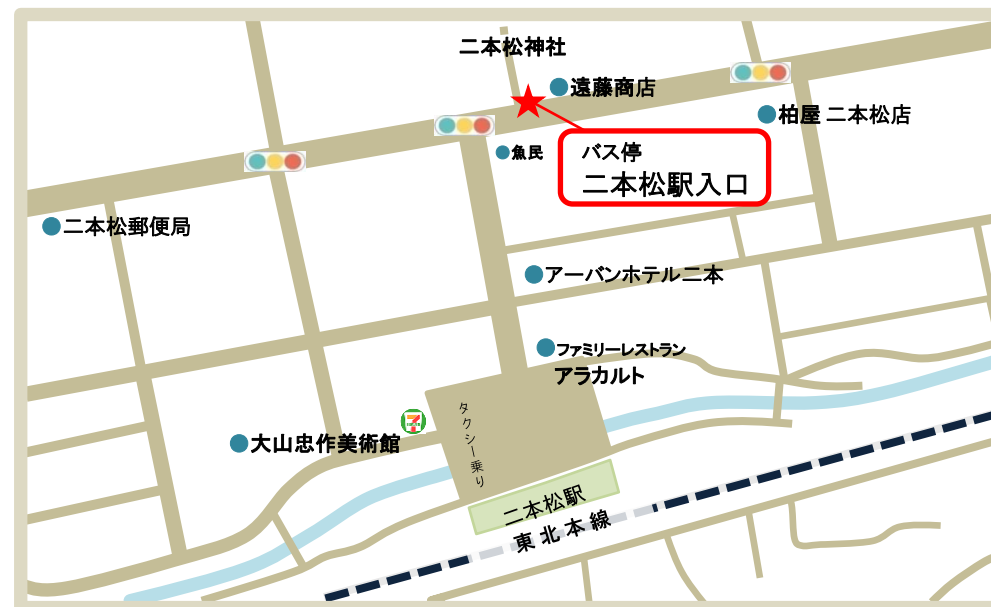 二本松神社
遠藤商店
柏屋 二本松店
魚民
バス停
二本松駅入口
二本松郵便局
アーバンホテル二本
ファミリーレストラン
アラカルト
タクシー乗り
大山忠作美術館
二本松駅
東北本線